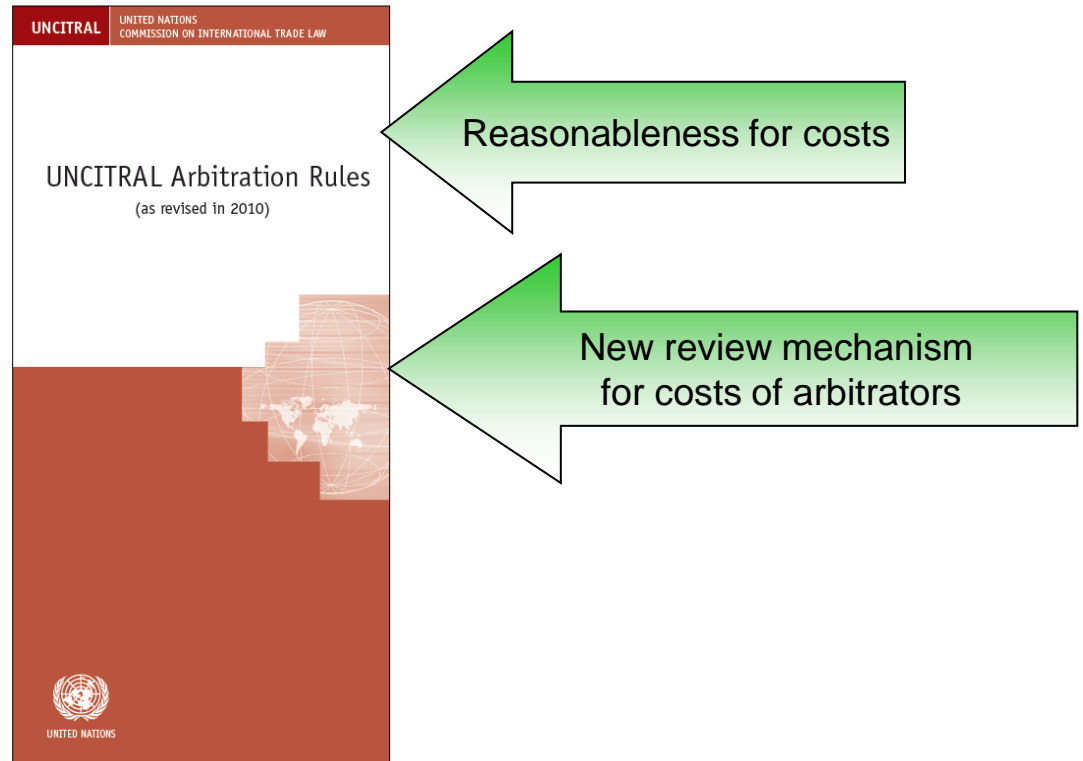 UNCITRAL
UNITED NATIONS
COMMISSION ON INTERNATIONAL TRADE LAW
UNCITRAL Arbitration Rules
(as revised in 2010)
Reasonableness for costs
New review mechanism
for costs of arbitrators
UNITED NATIONS